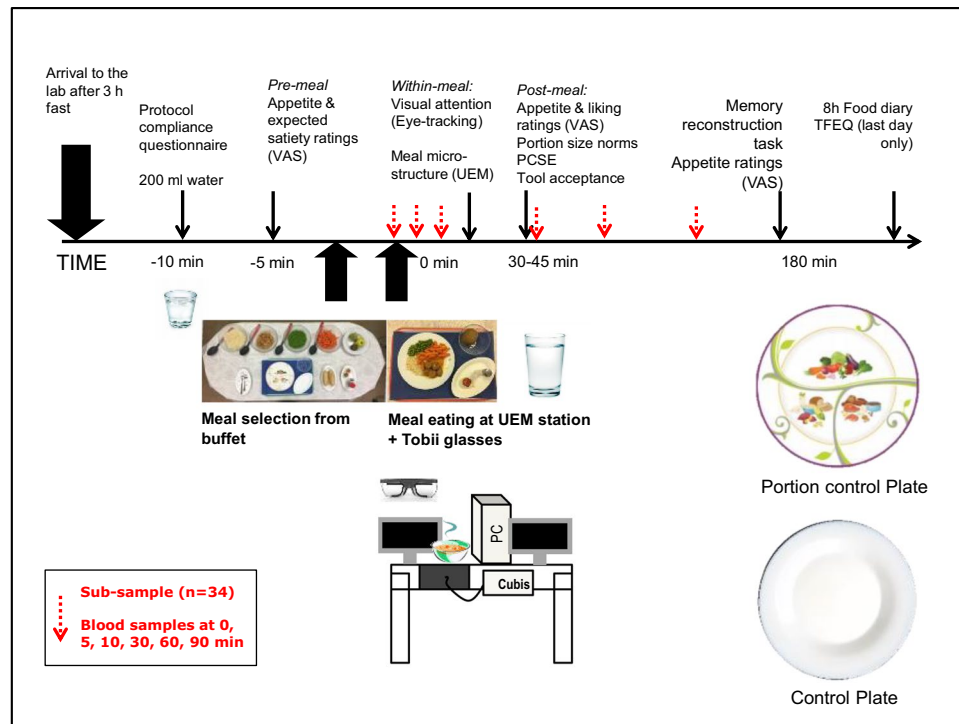 Arrival to the
lab after 3 h
fast
Protocol
compliance
questionnaire
200 ml water
Pre-meal
Appetite &
expected
satiety ratings
(VAS)
Within-meal:
Visual attention
(Eye-tracking)
Meal micro-
structure (UEM)
Post-meal:
Appetite & liking
ratings (VAS)
Portion size norms
PCSE
Tool acceptance
Memory
reconstruction
task
Appetite ratings
(VAS)
8h Food diary
TFEQ (last day
only)
TIME
-10 min
-5 min
0 min
30-45 min
180 min
Meal selection from
buffet
Meal eating at UEM station
+ Tobii glasses
PC
Cubis
Portion control Plate
Control Plate
Sub-sample (n=34)
Blood samples at 0,
5, 10, 30, 60, 90 min